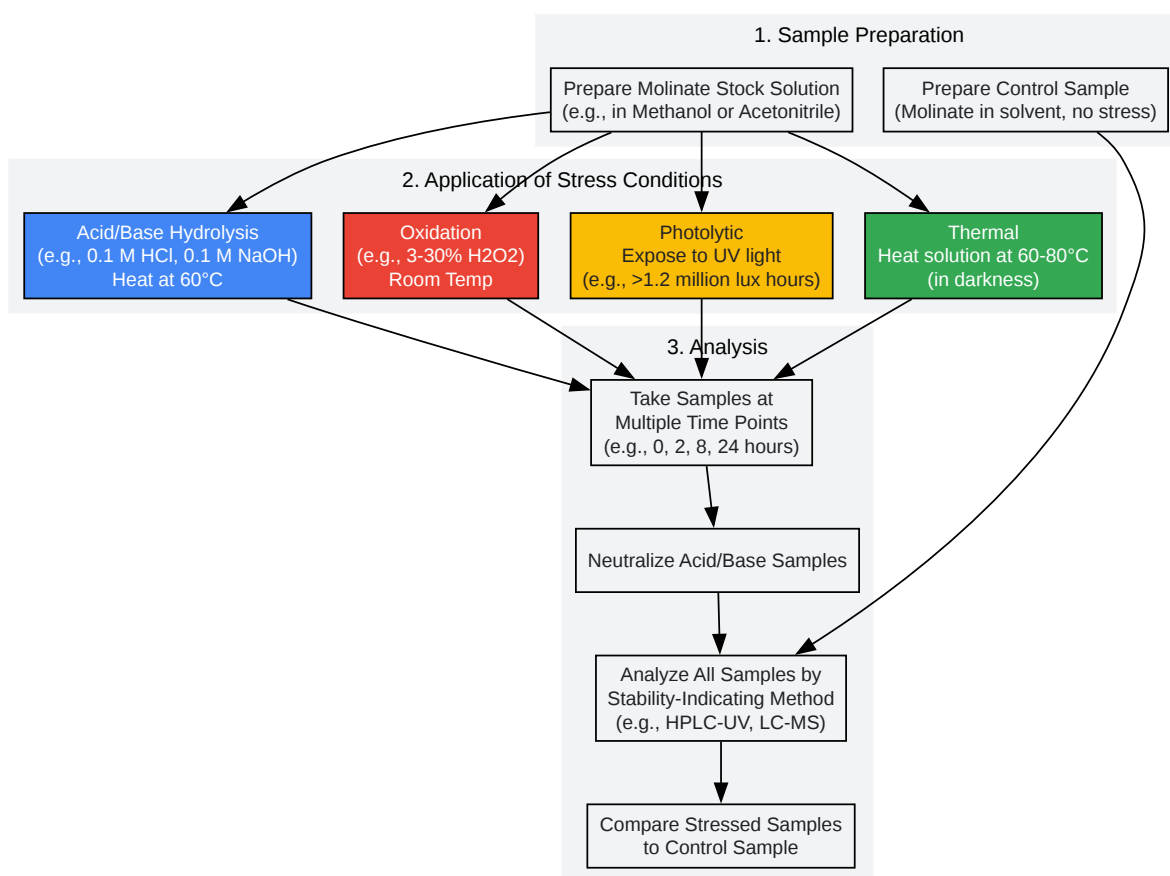 1. Sample Preparation
Prepare Molinate Stock Solution
(e.g., in Methanol or Acetonitrile)
Prepare Control Sample
(Molinate in solvent, no stress)
2. Application of Stress Conditions
Acid/Base Hydrolysis
(e.g., 0.1 M HCl, 0.1 M NaOH)
Heat at 60°C
Oxidation
(e.g., 3-30% H2O2)
Room Temp
Photolytic
Expose to UV light
(e.g., >1.2 million lux hours)
Thermal
Heat solution at 60-80°C
(in darkness)
3. Analysis
Take Samples at
Multiple Time Points
(e.g., 0, 2, 8, 24 hours)
Neutralize Acid/Base Samples
Analyze All Samples by
Stability-Indicating Method
(e.g., HPLC-UV, LC-MS)
Compare Stressed Samples
to Control Sample